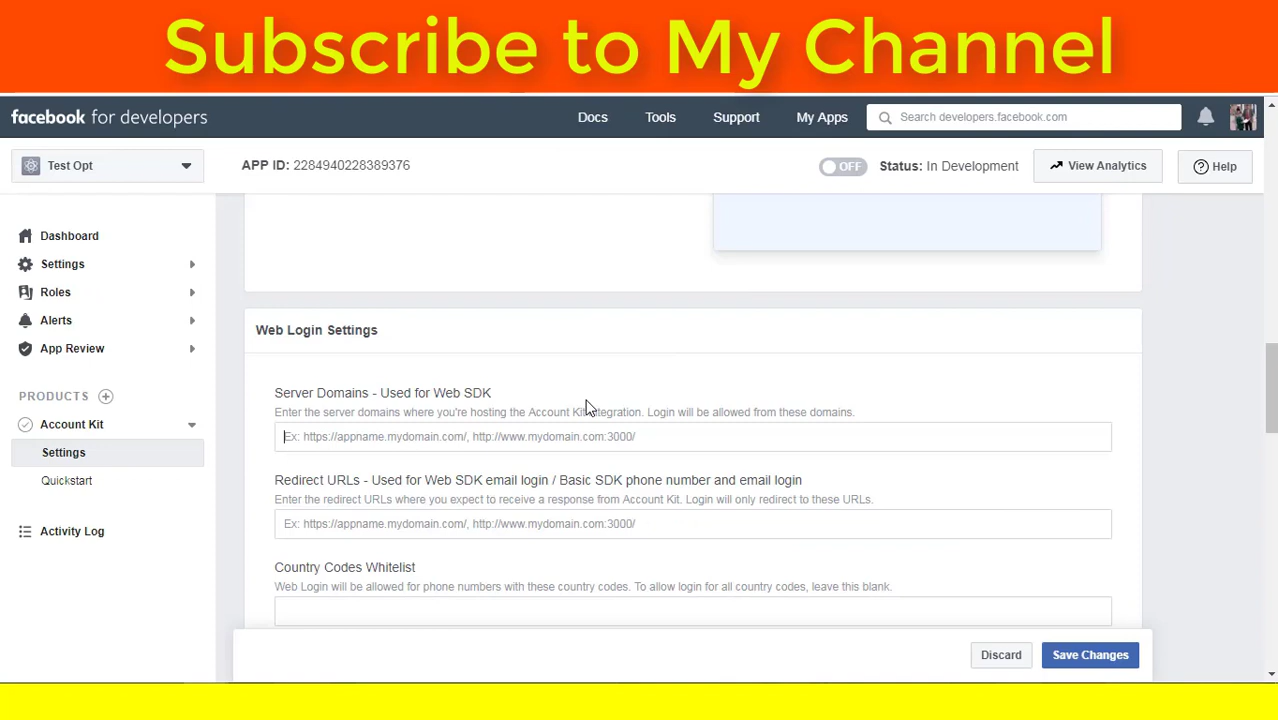 Subscribe to My Channel
facebook for developers
Docs
Tools
Support
My Apps
Search developers.facebook.com
Test Opt
APP ID: 2284940228389376
OFF
Status: In Development
View Analytics
Help
Dashboard
Settings
Roles
Alerts
App Review
PRODUCTS
Account Kit
Settings
Quickstart
Activity Log
Web Login Settings
Server Domains - Used for Web SDK
Enter the server domains where you're hosting the Account Kit integration. Login will be allowed from these domains.
Ex: https://appname.mydomain.com/, http://www.mydomain.com:3000/
Redirect URLs - Used for Web SDK email login / Basic SDK phone number and email login
Enter the redirect URLs where you expect to receive a response from Account Kit. Login will only redirect to these URLs.
Ex: https://appname.mydomain.com/, http://www.mydomain.com:3000/
Country Codes Whitelist
Web Login will be allowed for phone numbers with these country codes. To allow login for all country codes, leave this blank.
Discard
Save Changes